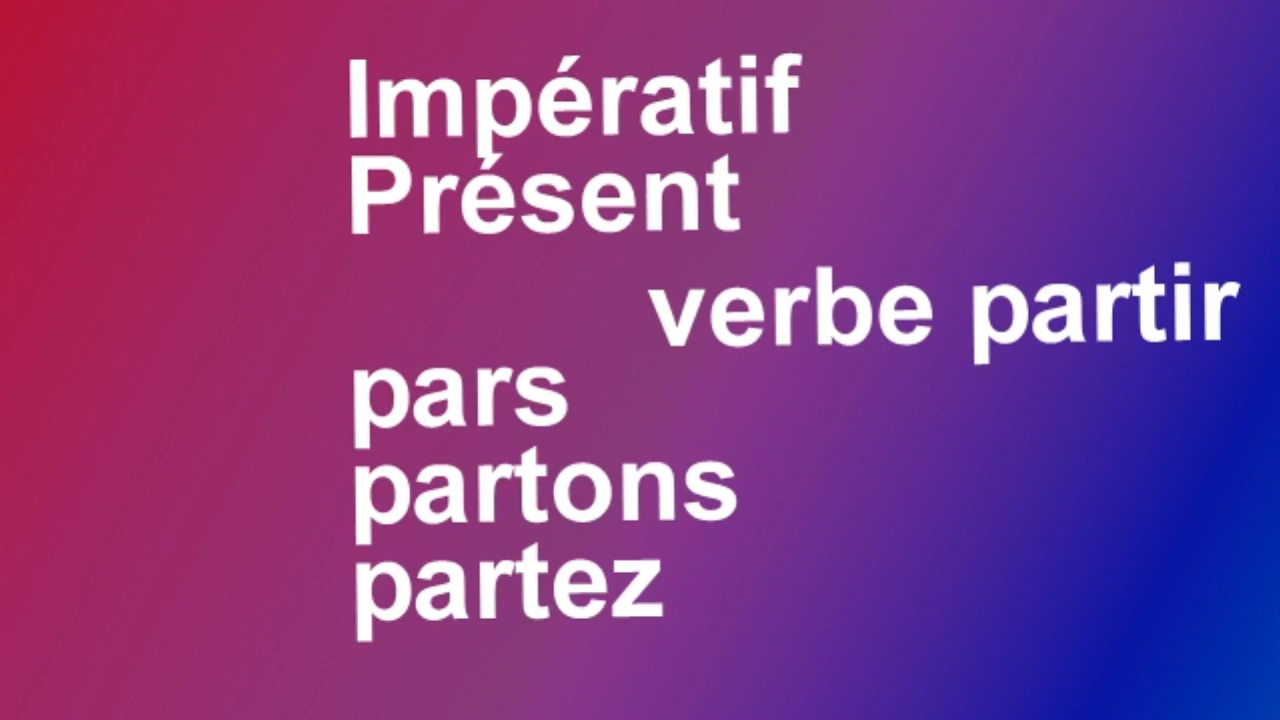 Impératif
Présent
verbe partir
pars
partons
partez